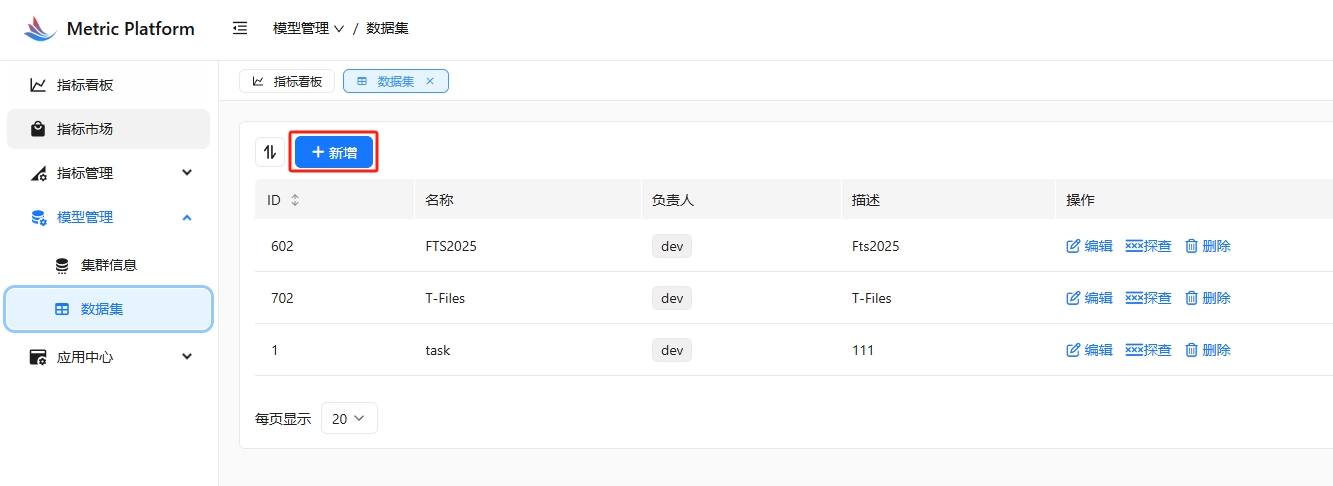 Metric Platform
模型管理 / 数据集
指标看板
指标市场
指标管理
模型管理
集群信息
数据集
应用中心
指标看板 数据集
新增
ID 名称 负责人 描述 操作
602 FTS2025 dev Fts2025 编辑 探查 删除
702 T-Files dev T-Files 编辑 探查 删除
1 task dev 111 编辑 探查 删除
每页显示 20